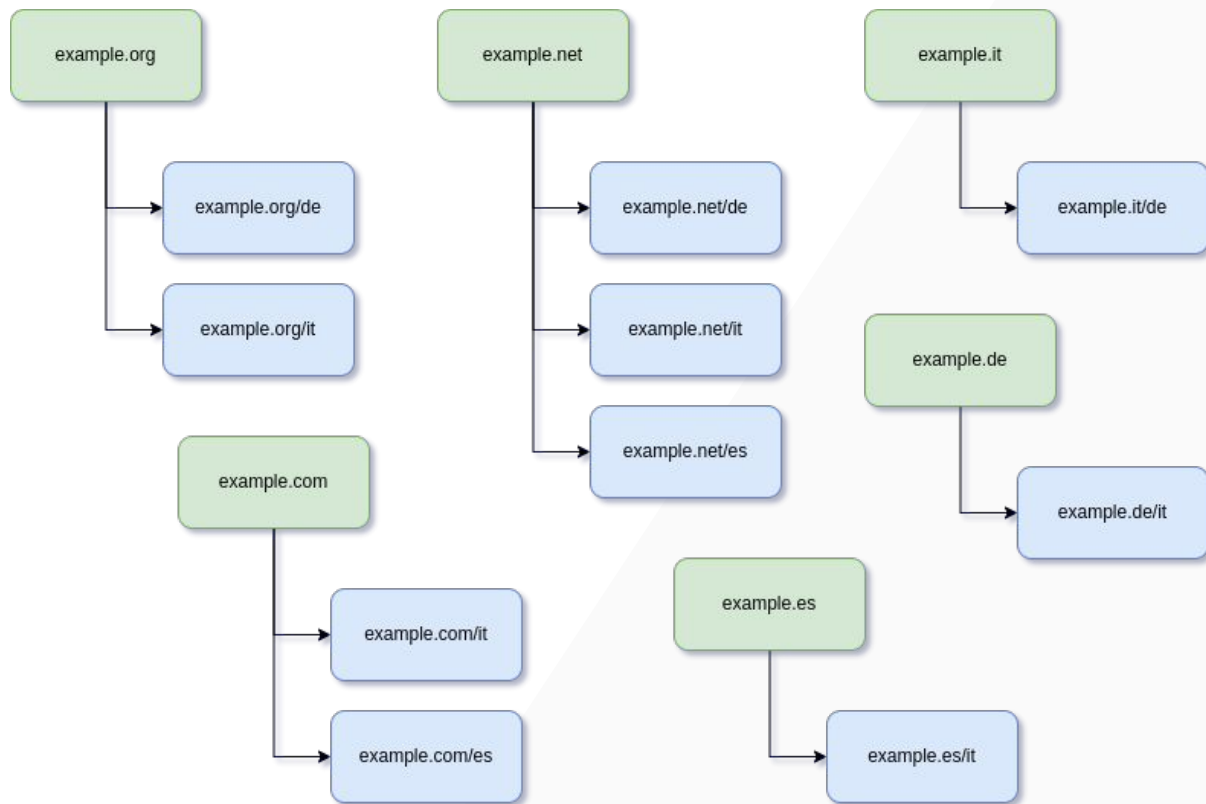 example.org
example.org/de
example.org/it
example.net
example.net/de
example.net/it
example.net/es
example.it
example.it/de
example.de
example.de/it
example.com
example.com/it
example.com/es
example.es
example.es/it